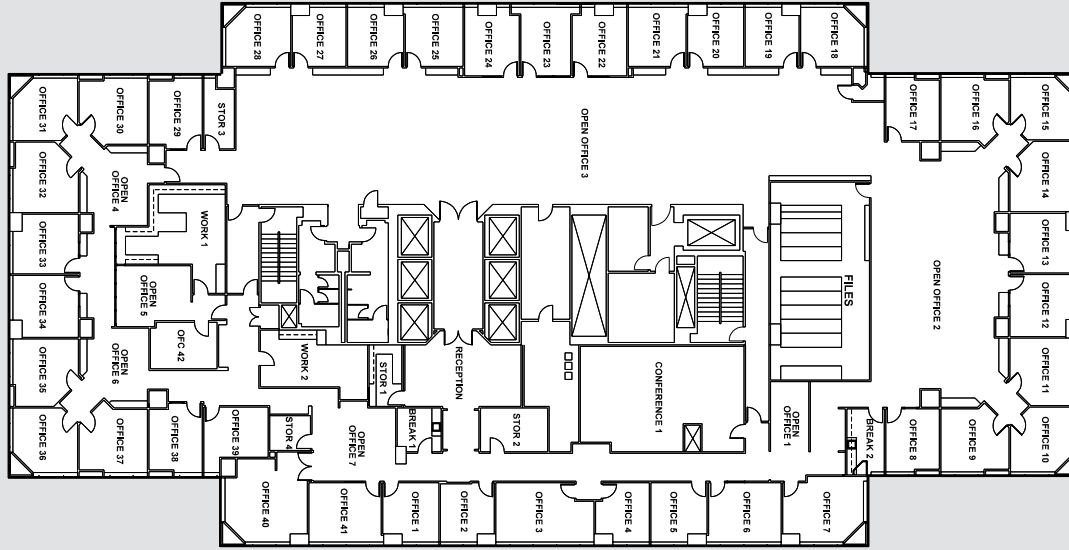 OFFICE 28
OFFICE 27
OFFICE 26
OFFICE 25
OFFICE 24
OFFICE 23
OFFICE 22
OFFICE 21
OFFICE 20
OFFICE 19
OFFICE 18
OFFICE 31
OFFICE 30
OFFICE 29
STOR 3
OPEN OFFICE 3
OFFICE 17
OFFICE 16
OFFICE 15
OFFICE 32
OPEN
OFFICE 4
OFFICE 14
WORK 1
OFFICE 33
OFFICE 13
OPEN
OFFICE 5
FILES
OPEN OFFICE 2
OFFICE 34
OFFICE 12
OFC 42
OFFICE 35
OPEN
OFFICE 6
WORK 2
STOR 1
RECEPTION
CONFERENCE 1
OFFICE 11
OFFICE 36
OFFICE 37
OFFICE 38
OFFICE 39
STOR 4
OPEN
OFFICE 7
BREAK 1
STOR 2
OPEN
OFFICE 1
BREAK 2
OFFICE 8
OFFICE 9
OFFICE 10
OFFICE 40
OFFICE 41
OFFICE 1
OFFICE 2
OFFICE 3
OFFICE 4
OFFICE 5
OFFICE 6
OFFICE 7